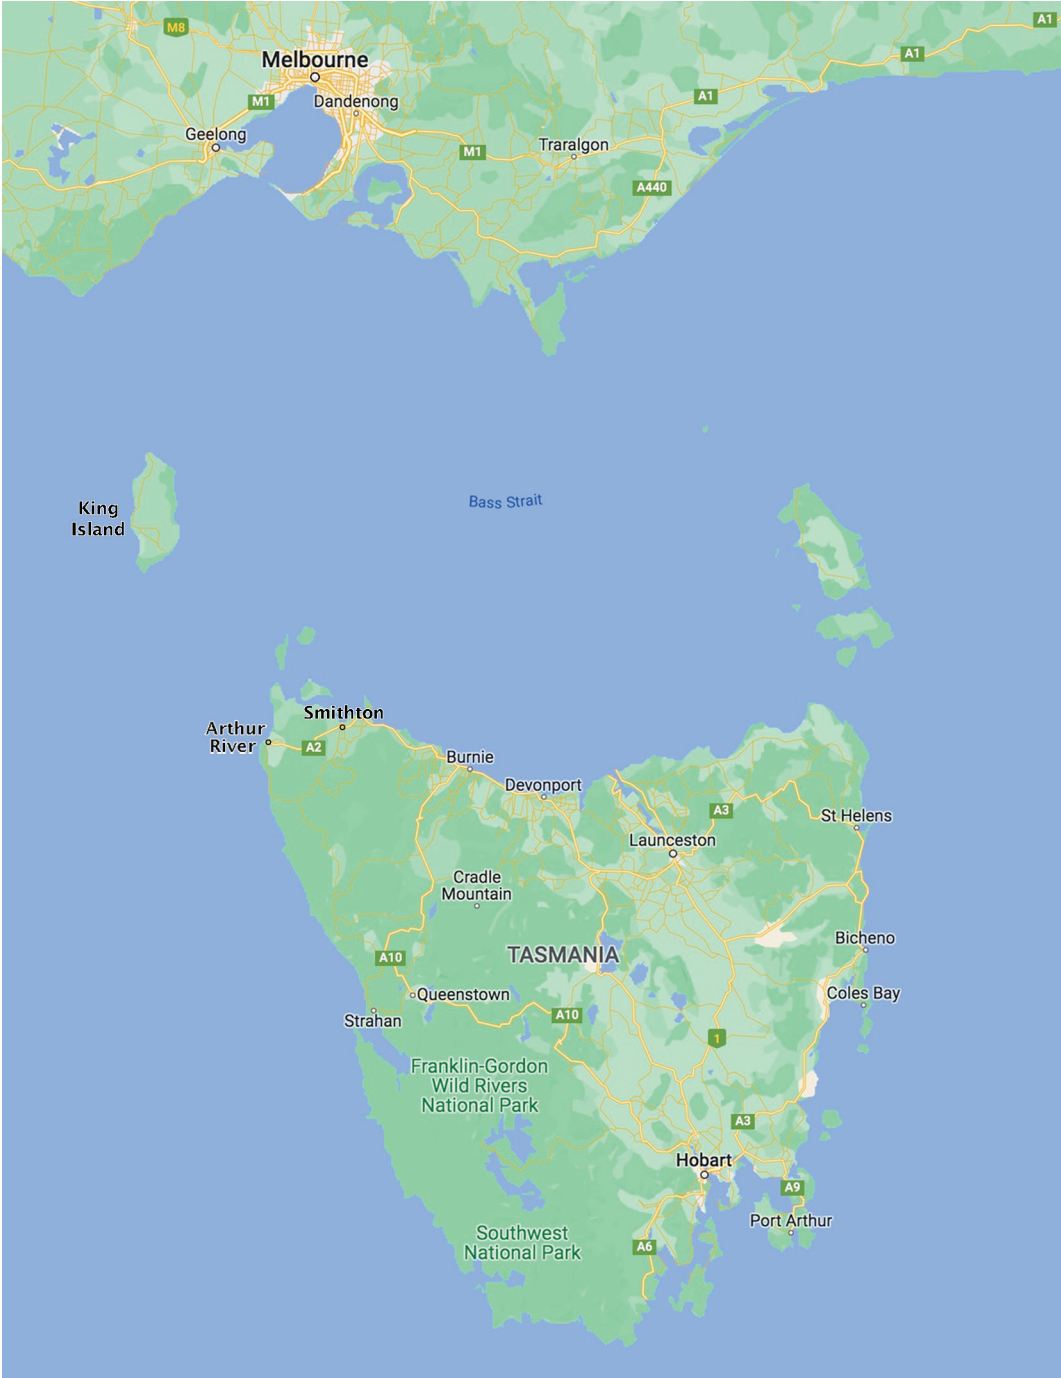 M8
A1
A1
Melbourne
M1
Dandenong
A1
Geelong
M1
Traralgon
A440
King
Island
Bass Strait
Arthur
River
Smithton
A2
Burnie
Devonport
A3
St Helens
Launceston
Cradle
Mountain
Bicheno
TASMANIA
A10
Queenstown
Coles Bay
Strahan
A10
1
Franklin-Gordon
Wild Rivers
National Park
A3
Hobart
A9
Port Arthur
Southwest
National Park
A6